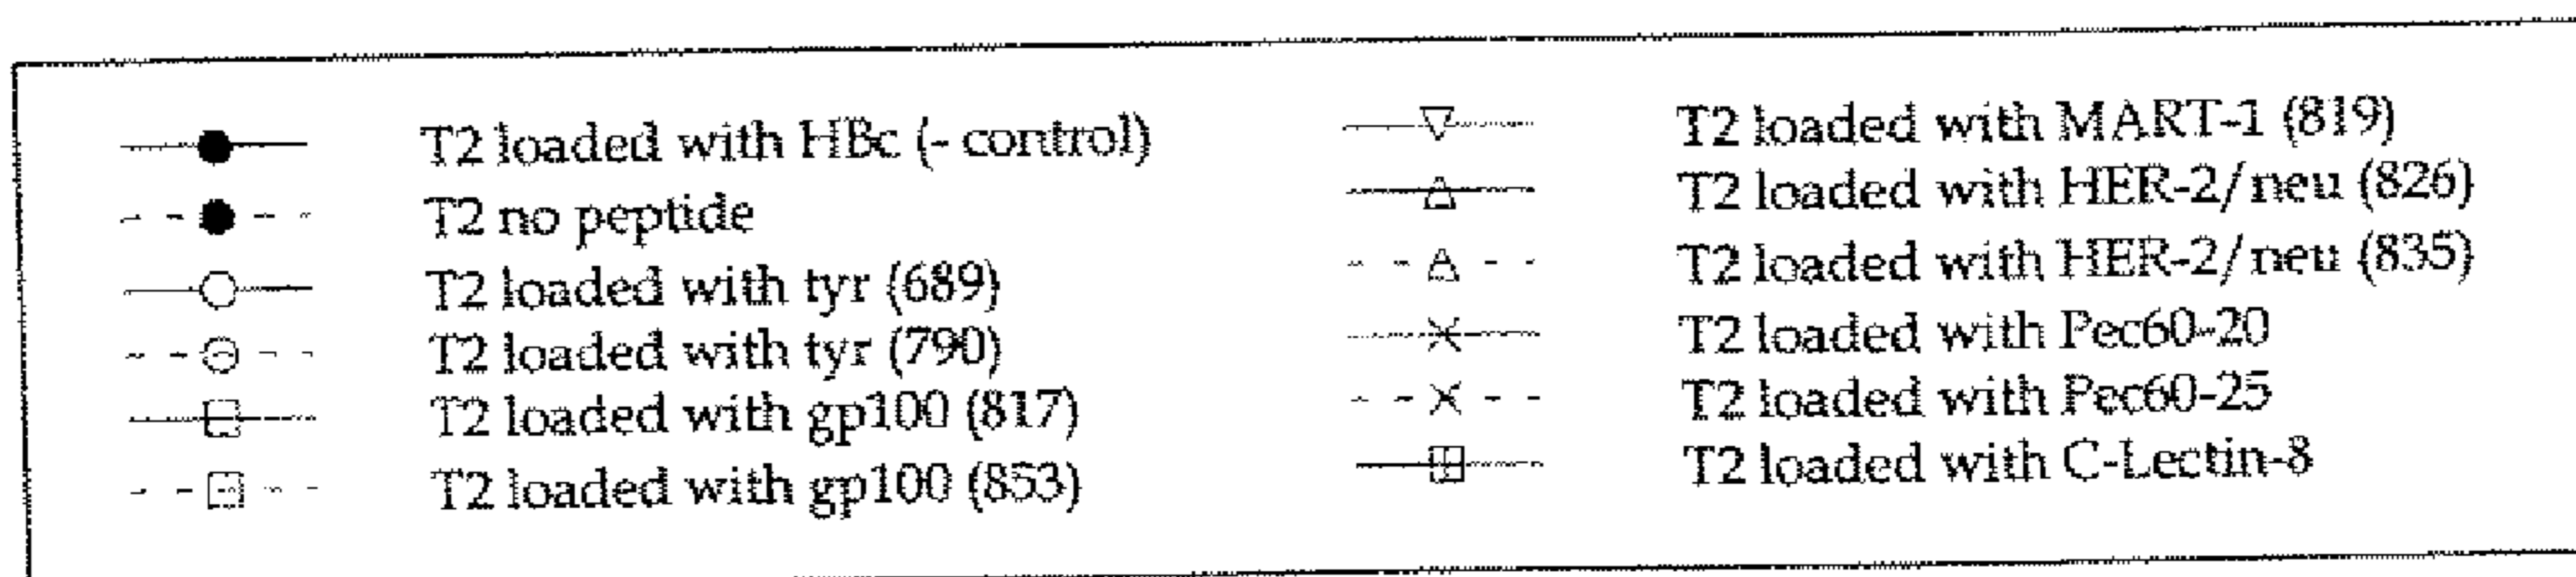 T2 loaded with HBc (- control)
T2 no peptide
T2 loaded with tyr (689)
T2 loaded with tyr (790)
T2 loaded with gp100 (817)
T2 loaded with gp100 (853)
T2 loaded with MART-1 (819)
T2 loaded with HER-2/neu (826)
T2 loaded with HER-2/neu (835)
T2 loaded with Pec60-20
T2 loaded with Pec60-25
T2 loaded with C-Lectin-8